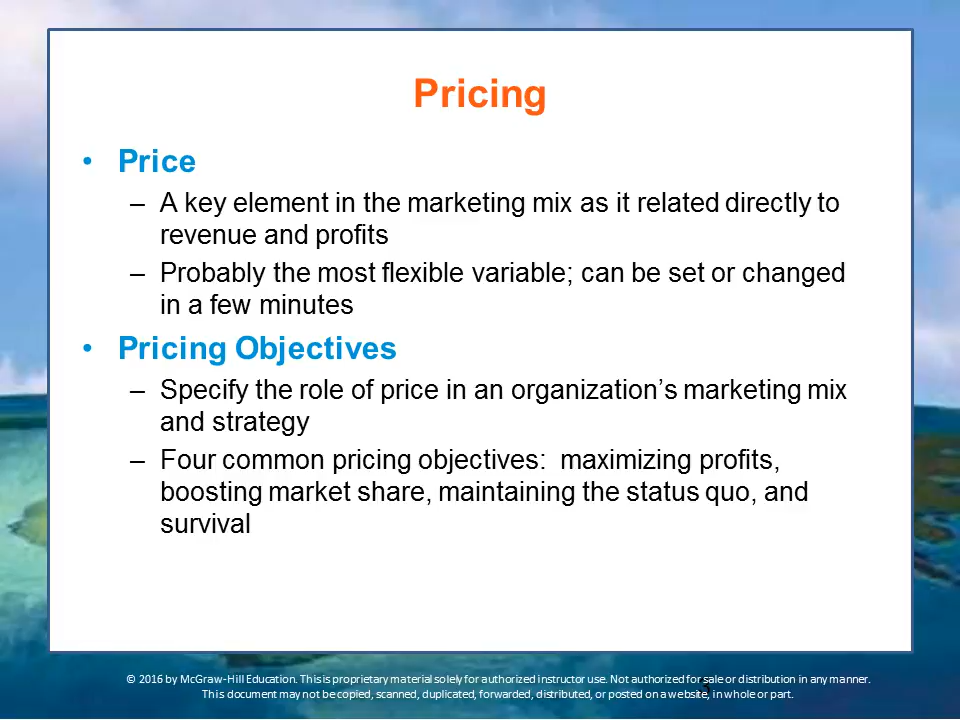 Pricing
• Price
– A key element in the marketing mix as it related directly to
revenue and profits
– Probably the most flexible variable; can be set or changed
in a few minutes
• Pricing Objectives
– Specify the role of price in an organization’s marketing mix
and strategy
– Four common pricing objectives:  maximizing profits,
boosting market share, maintaining the status quo, and
survival
© 2016 by McGraw-Hill Education. This is proprietary material solely for authorized instructor use. Not authorized for sale or distribution in any manner.
This document may not be copied, scanned, duplicated, forwarded, distributed, or posted on a website, in whole or part.